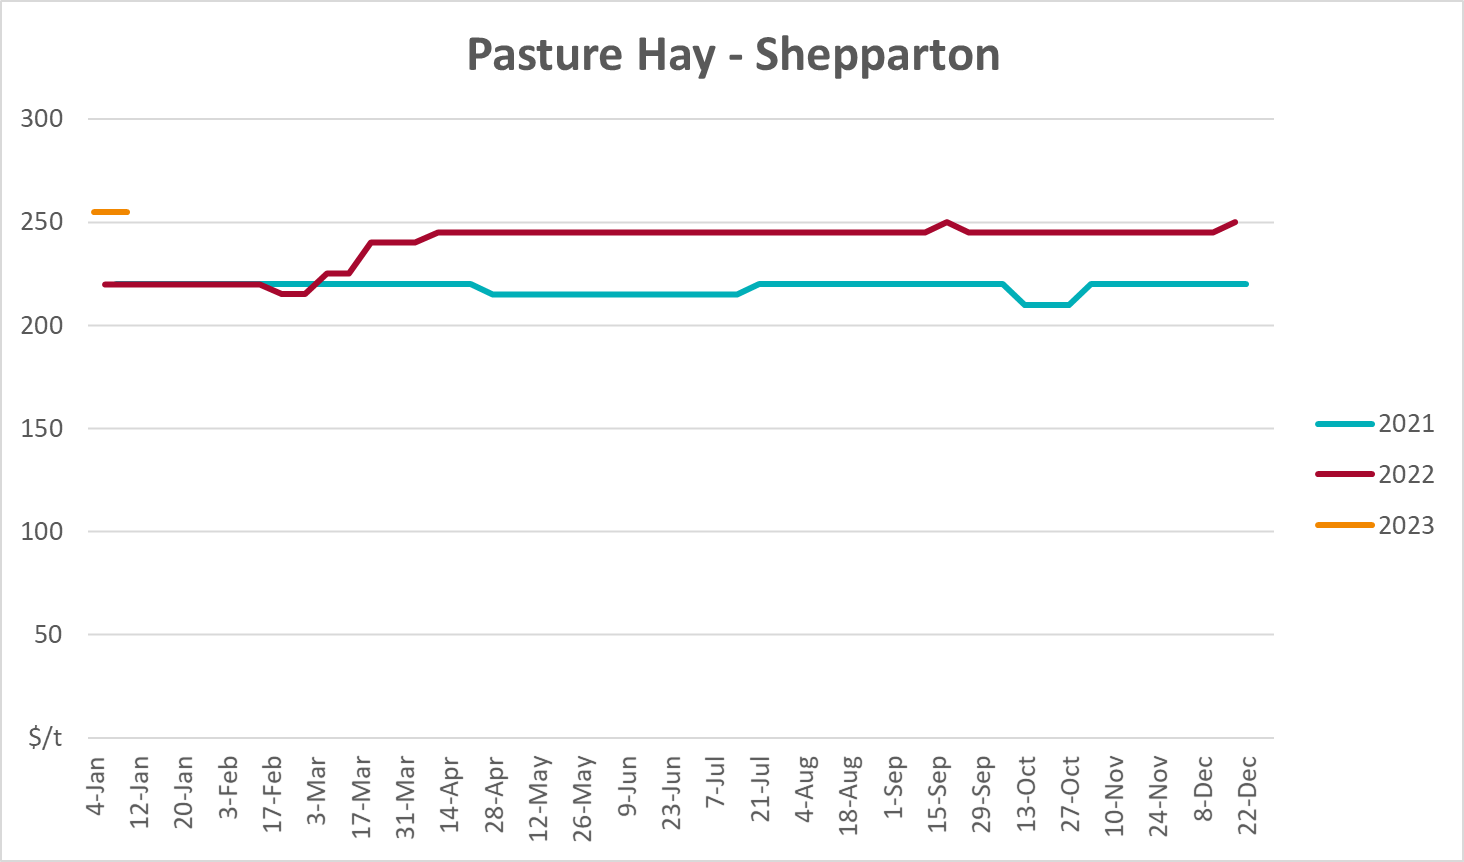 Pasture Hay - Shepparton
300
250
200
150
100
50
$/t
4-Jan
12-Jan
20-Jan
3-Feb
17-Feb
3-Mar
17-Mar
31-Mar
14-Apr
28-Apr
12-May
26-May
9-Jun
23-Jun
7-Jul
21-Jul
4-Aug
18-Aug
1-Sep
15-Sep
29-Sep
13-Oct
27-Oct
10-Nov
24-Nov
8-Dec
22-Dec
2021
2022
2023